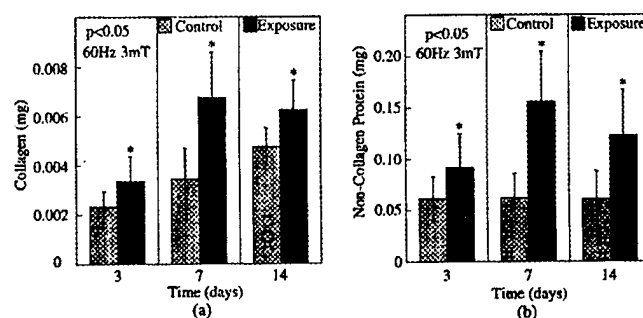 p<0.05
60Hz 3mT
Control
Exposure
*
*
*
0.008
0.006
0.004
0.002
0
Collagen (mg)
3
7
14
Time (days)
(a)
p<0.05
60Hz 3mT
Control
Exposure
*
*
*
0.20
0.15
0.10
0.05
0
Non-Collagen Protein (mg)
3
7
14
Time (days)
(b)